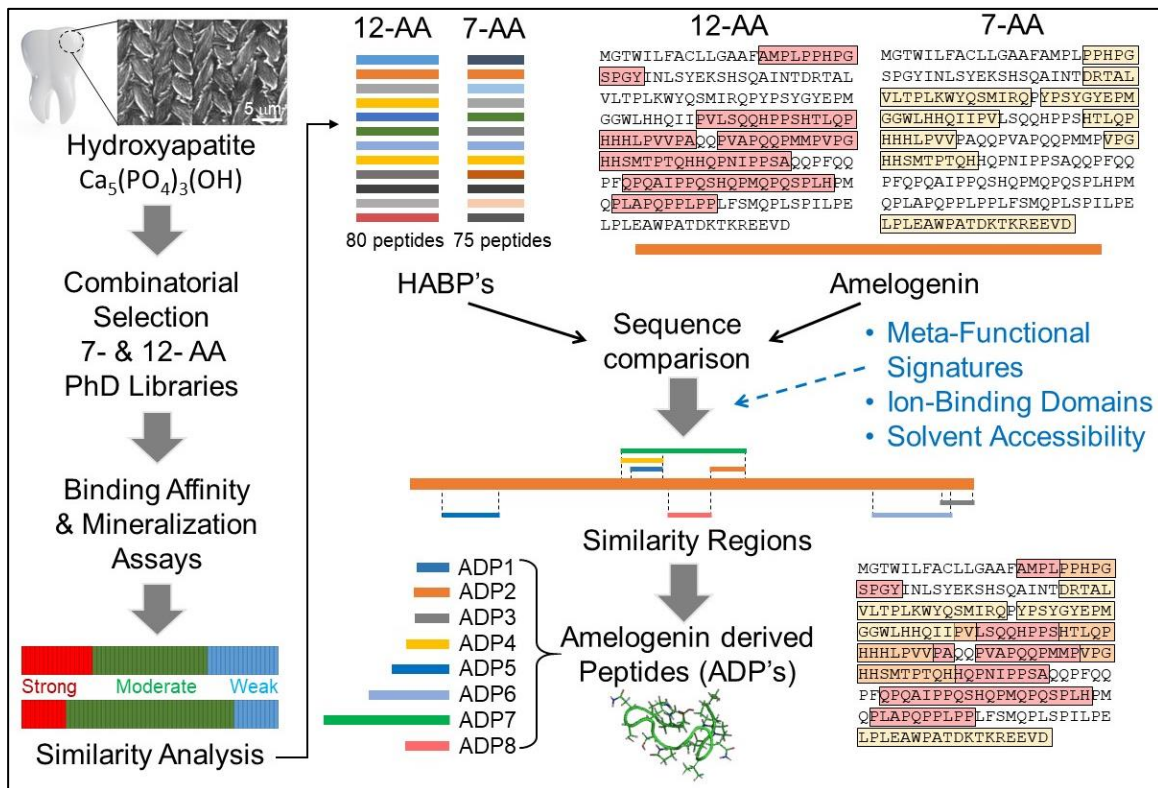 5 μm
Hydroxyapatite
Ca5(PO4)3(OH)
Combinatorial
Selection
7- & 12- AA
PhD Libraries
Binding Affinity
& Mineralization
Assays
Strong Moderate Weak
Similarity Analysis
12-AA 7-AA
80 peptides 75 peptides
HABP's
12-AA
MGTWILFACLLGAAFAMPLPPHPG
SPGYINLSYEKSHSQAINTDRTAL
VLTPLKWYQSMIRQPYPSYGYEPM
GGWLHHQIIPVLSQQHPPSHTLQP
HHHLPVVPAQQPVAPQQPMMPVPG
HHSMTPTQHHQPNIPPSAQQPFQQ
PFQPQAIPPQSHQPMQPQSPLHPM
QPLAPQPPLPPLFSMQPLSPILPE
LPLEAWPATDKTKREEVD
7-AA
MGTWILFACLLGAAFAMPLPPHPG
SPGYINLSYEKSHSQAINTDRTAL
VLTPLKWYQSMIRQPYPSYGYEPM
GGWLHHQIIPVLSQQHPPSHTLQP
HHHLPVVPAQQPVAPQQPMMPVPG
HHSMTPTQHHQPNIPPSAQQPFQQ
PFQPQAIPPQSHQPMQPQSPLHPM
QPLAPQPPLPPLFSMQPLSPILPE
LPLEAWPATDKTKREEVD
Amelogenin
Sequence
comparison
• Meta-Functional
Signatures
• Ion-Binding Domains
• Solvent Accessibility
Similarity Regions
ADP1
ADP2
ADP3
ADP4
ADP5
ADP6
ADP7
ADP8
Amelogenin derived
Peptides (ADP's)
MGTWILFACLLGAAFAMPLPPHPG
SPGYINLSYEKSHSQAINTDRTAL
VLTPLKWYQSMIRQPYPSYGYEPM
GGWLHHQIIPVLSQQHPPSHTLQP
HHHLPVVPAQQPVAPQQPMMPVPG
HHSMTPTQHHQPNIPPSAQQPFQQ
PFQPQAIPPQSHQPMQPQSPLHPM
QPLAPQPPLPPLFSMQPLSPILPE
LPLEAWPATDKTKREEVD